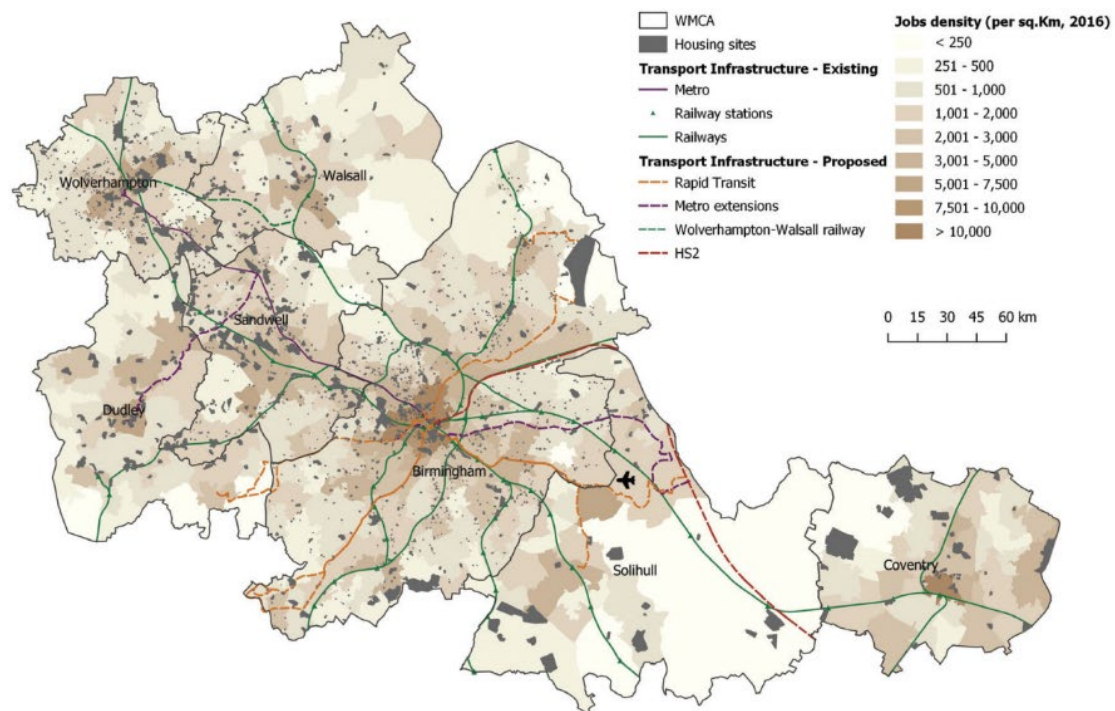 WMCA
Housing sites
Transport Infrastructure - Existing
Metro
Railway stations
Railways
Transport Infrastructure - Proposed
Rapid Transit
Metro extensions
Wolverhampton-Walsall railway
HS2
Jobs density (per sq.Km, 2016)
< 250
251 - 500
501 - 1,000
1,001 - 2,000
2,001 - 3,000
3,001 - 5,000
5,001 - 7,500
7,501 - 10,000
> 10,000
0 15 30 45 60 km
Wolverhampton
Walsall
Sandwell
Dudley
Birmingham
Solihull
Coventry